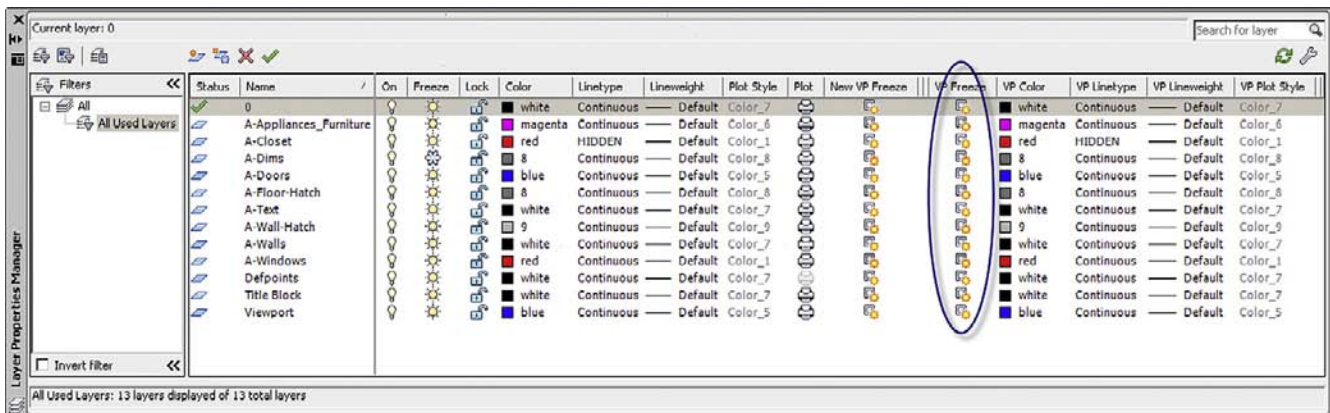 Current layer: 0
Search for layer
Filters
All
All Used Layers
Invert filter
Layer Properties Manager
Status Name / On Freeze Lock Color Linetype Lineweight Plot Style Plot New VP Freeze VP Freeze VP Color VP Linetype VP Lineweight VP Plot Style
0 white Continuous Default Color_7 white Continuous Default Color_7
A-Appliances_Furniture magenta Continuous Default Color_6 magenta Continuous Default Color_6
A-Closet red HIDDEN Default Color_1 red HIDDEN Default Color_1
A-Dims 8 Continuous Default Color_8 8 Continuous Default Color_8
A-Doors blue Continuous Default Color_5 blue Continuous Default Color_5
A-Floor-Hatch 8 Continuous Default Color_8 8 Continuous Default Color_8
A-Text white Continuous Default Color_7 white Continuous Default Color_7
A-Wall-Hatch 9 Continuous Default Color_9 9 Continuous Default Color_9
A-Walls white Continuous Default Color_7 white Continuous Default Color_7
A-Windows red Continuous Default Color_1 red Continuous Default Color_1
Defpoints white Continuous Default Color_7 white Continuous Default Color_7
Title Block white Continuous Default Color_7 white Continuous Default Color_7
Viewport blue Continuous Default Color_5 blue Continuous Default Color_5
All Used Layers: 13 layers displayed of 13 total layers